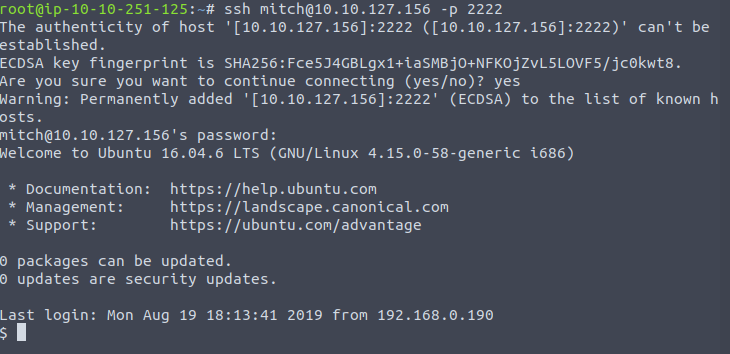 root@ip-10-10-251-125:~# ssh mitch@10.10.127.156 -p 2222
The authenticity of host '[10.10.127.156]:2222 ([10.10.127.156]:2222)' can't be
established.
ECDSA key fingerprint is SHA256:Fce5J4GBLgx1+iaSMBjO+NFKOjZvL5LOVF5/jc0kwt8.
Are you sure you want to continue connecting (yes/no)? yes
Warning: Permanently added '[10.10.127.156]:2222' (ECDSA) to the list of known h
osts.
mitch@10.10.127.156's password:
Welcome to Ubuntu 16.04.6 LTS (GNU/Linux 4.15.0-58-generic i686)
* Documentation:  https://help.ubuntu.com
* Management:     https://landscape.canonical.com
* Support:        https://ubuntu.com/advantage
0 packages can be updated.
0 updates are security updates.
Last login: Mon Aug 19 18:13:41 2019 from 192.168.0.190
$